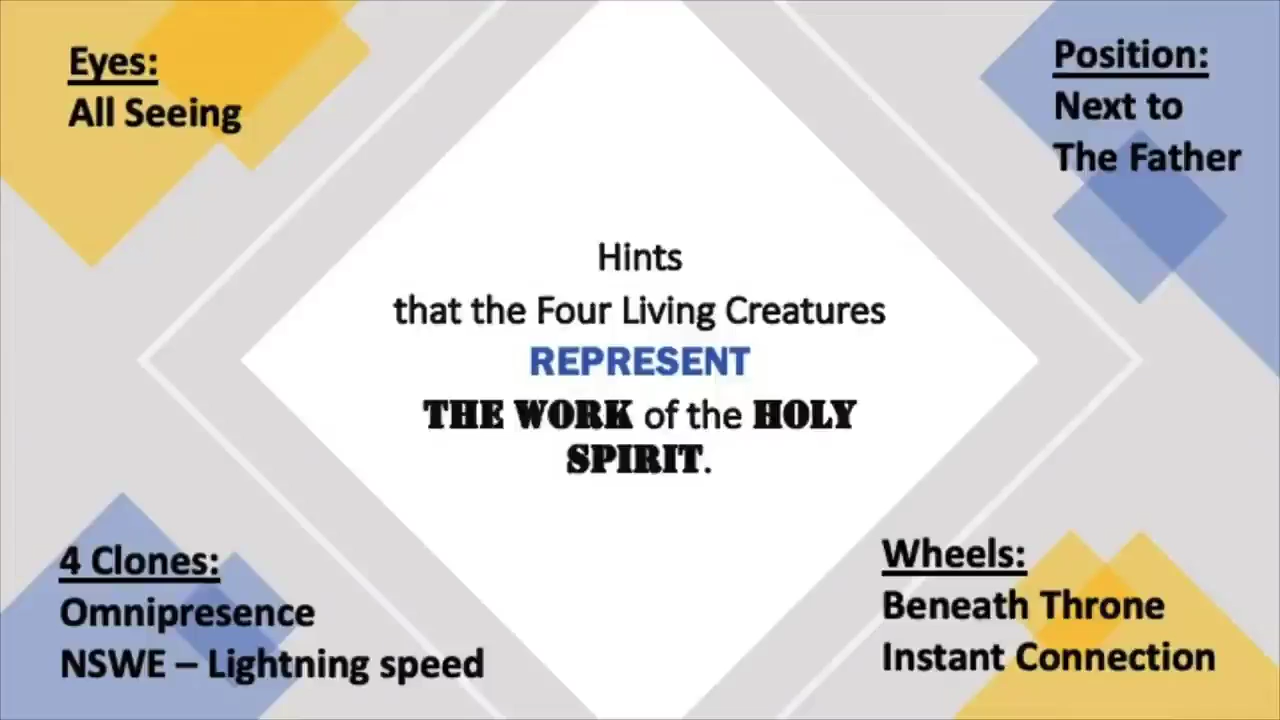 Eyes:
All Seeing
Position:
Next to
The Father
Hints
that the Four Living Creatures
REPRESENT
THE WORK of the HOLY
SPIRIT.
4 Clones:
Omnipresence
NSWE – Lightning speed
Wheels:
Beneath Throne
Instant Connection